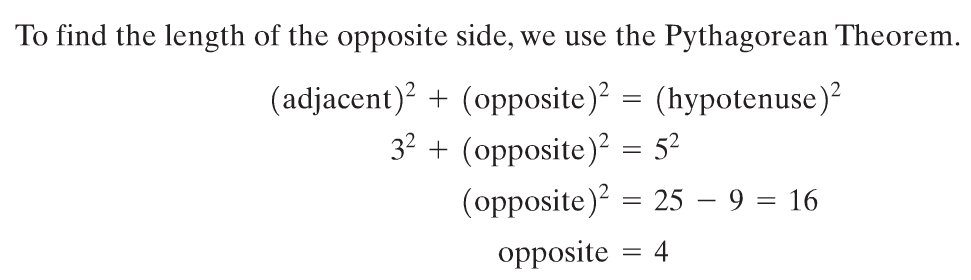 To find the length of the opposite side, we use the Pythagorean Theorem.
(adjacent)² + (opposite)² = (hypotenuse)²
3² + (opposite)² = 5²
(opposite)² = 25 − 9 = 16
opposite = 4